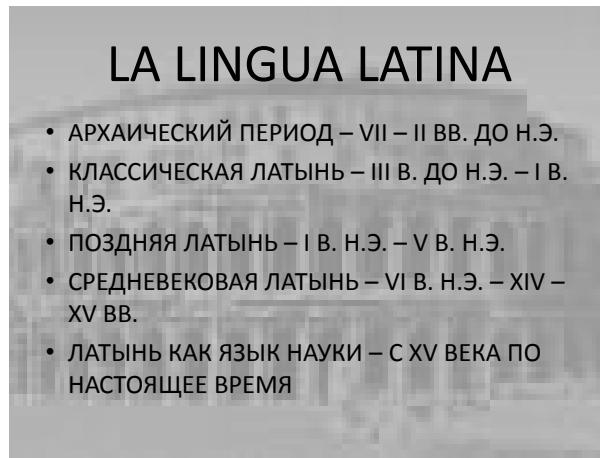 LA LINGUA LATINA
• АРХАИЧЕСКИЙ ПЕРИОД – VII – II ВВ. ДО Н.Э.
• КЛАССИЧЕСКАЯ ЛАТЫНЬ – III В. ДО Н.Э. – I В.
Н.Э.
• ПОЗДНЯЯ ЛАТЫНЬ – I В. Н.Э. – V В. Н.Э.
• СРЕДНЕВЕКОВАЯ ЛАТЫНЬ – VI В. Н.Э. – XIV –
XV ВВ.
• ЛАТЫНЬ КАК ЯЗЫК НАУКИ – С XV ВЕКА ПО
НАСТОЯЩЕЕ ВРЕМЯ